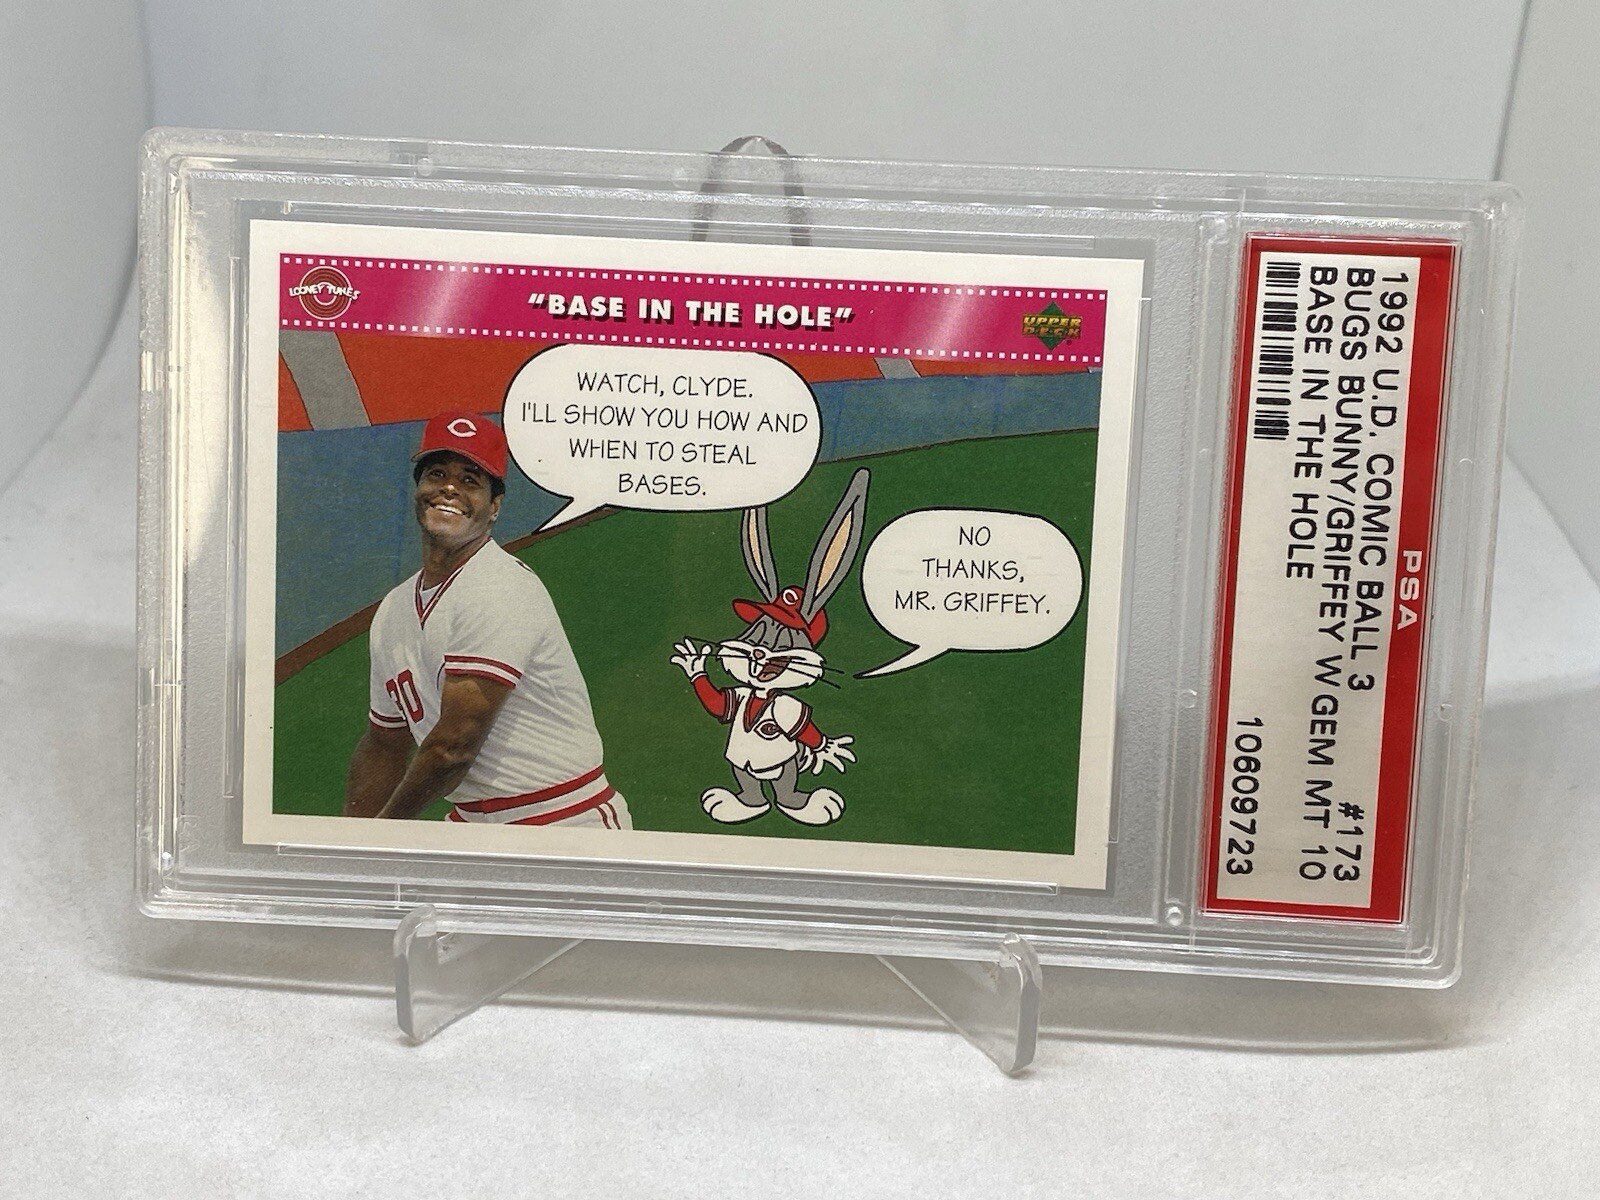 LOONEY TUNES
"BASE IN THE HOLE"
UPPER
DECK
WATCH, CLYDE.
I'LL SHOW YOU HOW AND
WHEN TO STEAL
BASES.
NO
THANKS,
MR. GRIFFEY.
C
30
C
PSA
1992 U.D. COMIC BALL 3 #173
BUGS BUNNY/GRIFFEY W GEM MT 10
BASE IN THE HOLE
10609723